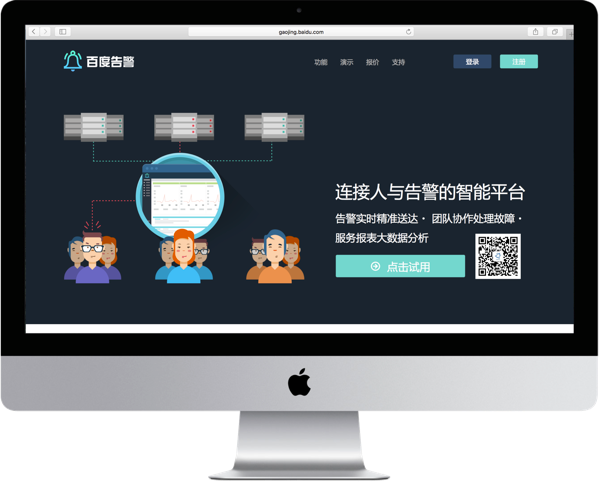 gaojing.baidu.com
百度告警
功能 演示 报价 支持 登录 注册
连接人与告警的智能平台
告警实时精准送达 · 团队协作处理故障 ·
服务报表大数据分析
点击试用